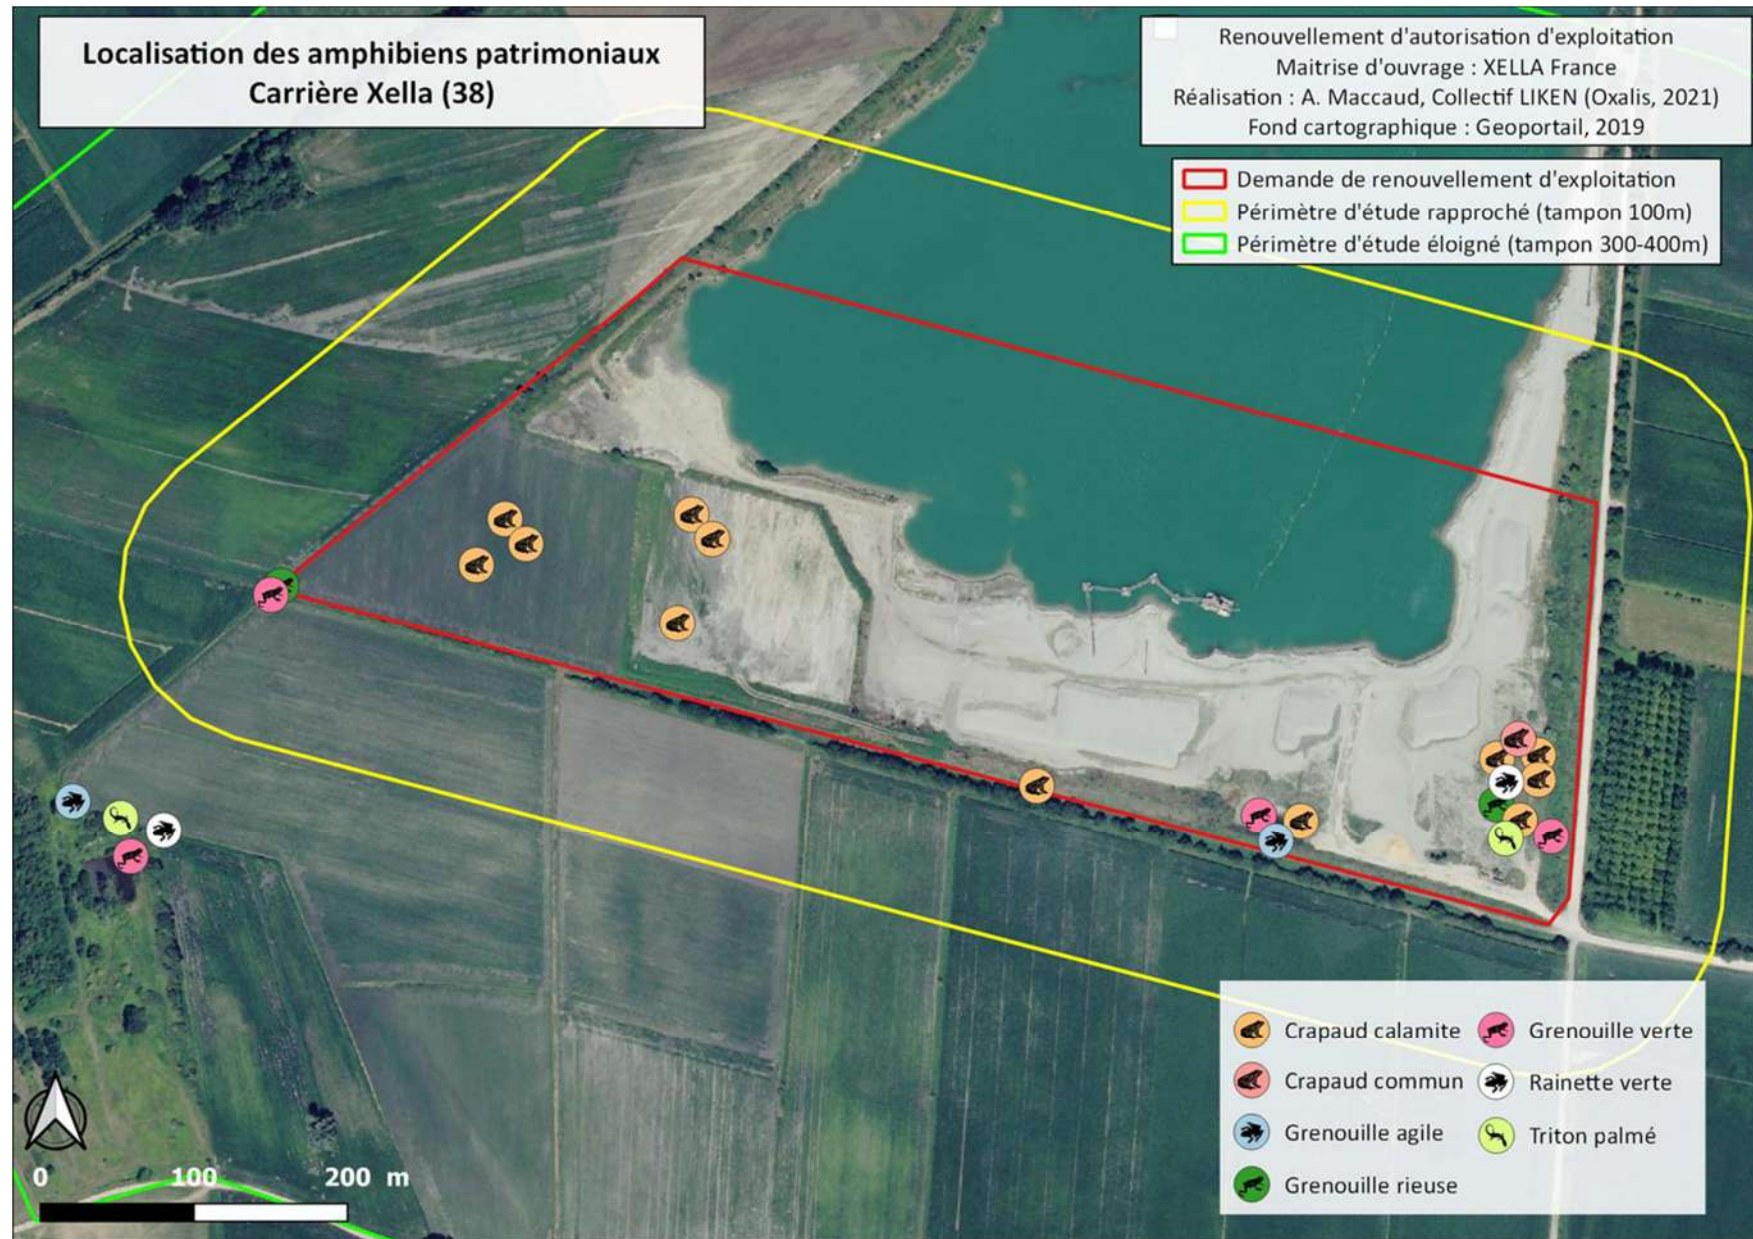 Localisation des amphibiens patrimoniaux
Carrière Xella (38)
Renouvellement d'autorisation d'exploitation
Maitrise d'ouvrage : XELLA France
Réalisation : A. Maccaud, Collectif LIKEN (Oxalis, 2021)
Fond cartographique : Geoportail, 2019
Demande de renouvellement d'exploitation
Périmètre d'étude rapproché (tampon 100m)
Périmètre d'étude éloigné (tampon 300-400m)
Crapaud calamite
Grenouille verte
Crapaud commun
Rainette verte
Grenouille agile
Triton palmé
Grenouille rieuse
0 100 200 m